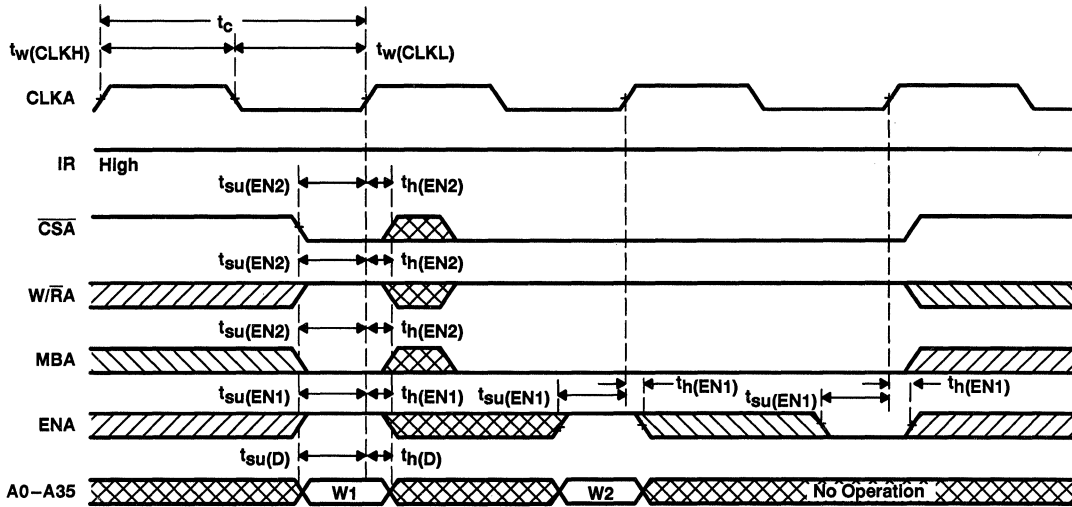 tc
tw(CLKH)
tw(CLKL)
CLKA
IR High
tsu(EN2) th(EN2)
CSA
tsu(EN2) th(EN2)
W/RA
tsu(EN2) th(EN2)
MBA
tsu(EN1) th(EN1) tsu(EN1) th(EN1) tsu(EN1) th(EN1)
ENA
tsu(D) th(D)
A0–A35 W1 W2 No Operation